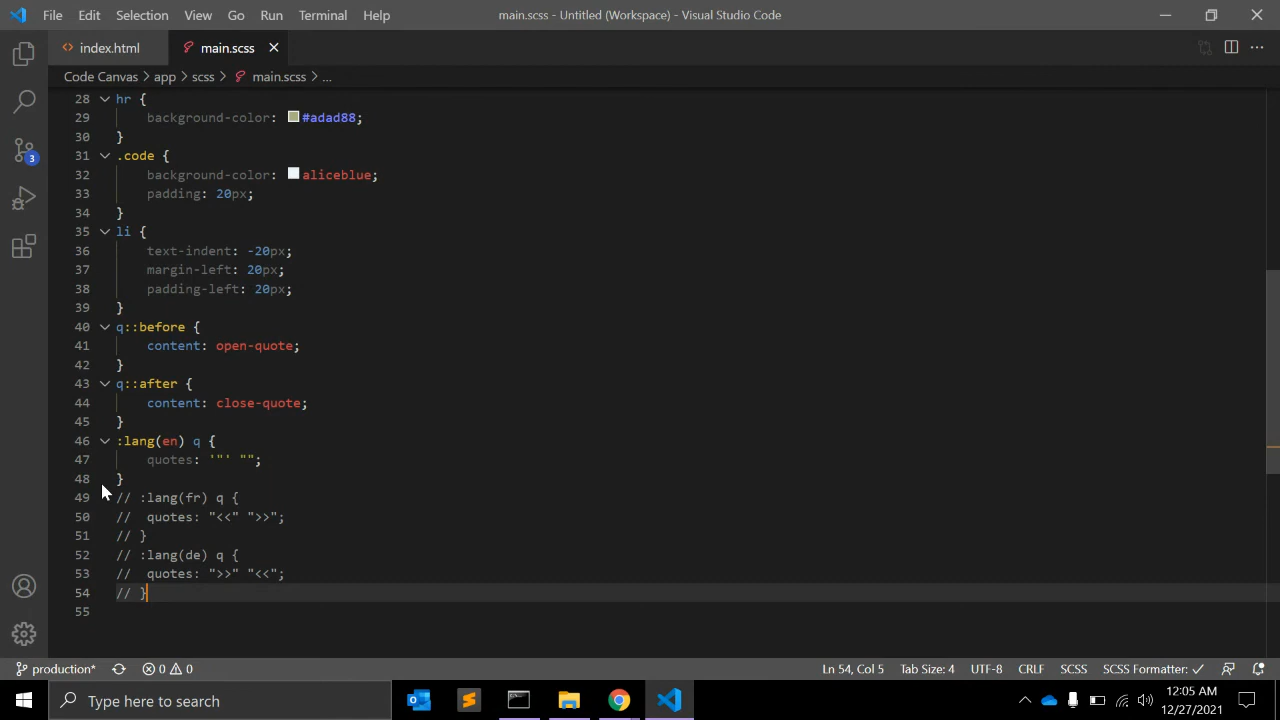 File Edit Selection View Go Run Terminal Help main.scss - Untitled (Workspace) - Visual Studio Code
index.html main.scss
Code Canvas > app > scss > main.scss > ...
28 hr {
29 background-color: #adad88;
30 }
31 .code {
32 background-color: aliceblue;
33 padding: 20px;
34 }
35 li {
36 text-indent: -20px;
37 margin-left: 20px;
38 padding-left: 20px;
39 }
40 q::before {
41 content: open-quote;
42 }
43 q::after {
44 content: close-quote;
45 }
46 :lang(en) q {
47 quotes: '"' "";
48 }
49 // :lang(fr) q {
50 // quotes: "<<" ">>";
51 // }
52 // :lang(de) q {
53 // quotes: ">>" "<<";
54 // }
55
3
production* 0 0 Ln 54, Col 5 Tab Size: 4 UTF-8 CRLF SCSS SCSS Formatter: ✓
Type here to search
12:05 AM
12/27/2021